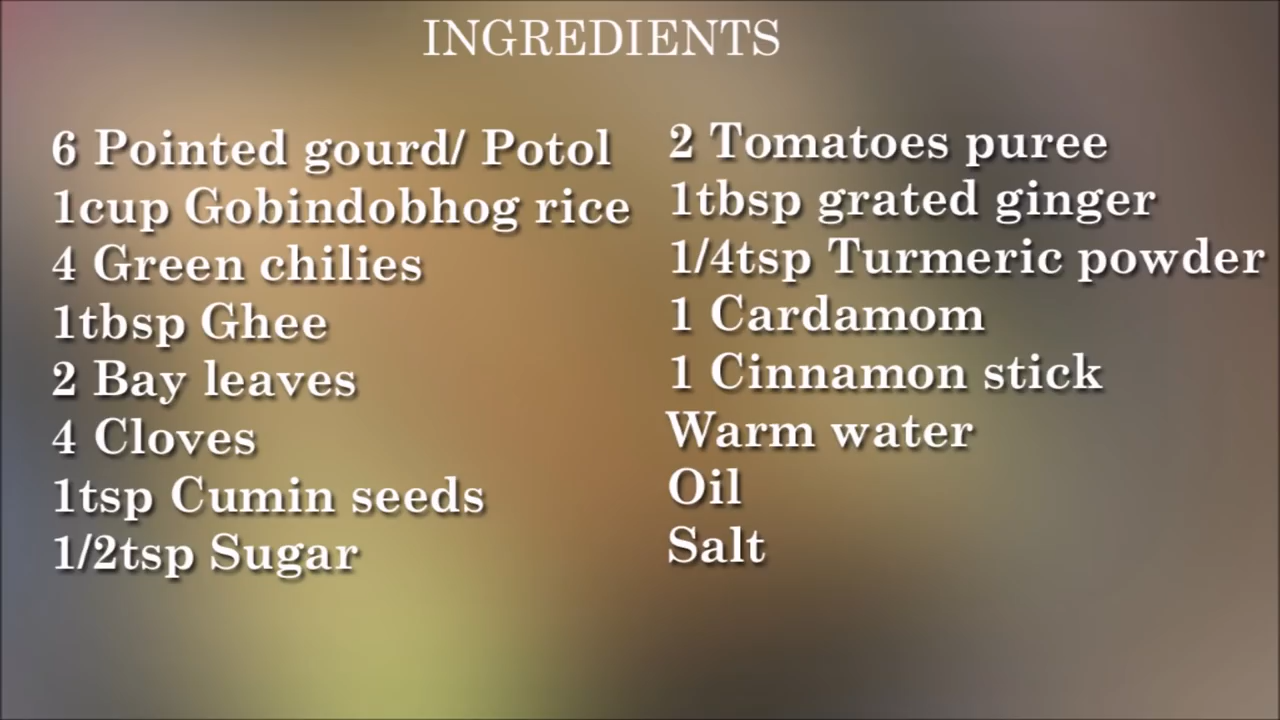 INGREDIENTS
6 Pointed gourd/ Potol
1cup Gobindobhog rice
4 Green chilies
1tbsp Ghee
2 Bay leaves
4 Cloves
1tsp Cumin seeds
1/2tsp Sugar
2 Tomatoes puree
1tbsp grated ginger
1/4tsp Turmeric powder
1 Cardamom
1 Cinnamon stick
Warm water
Oil
Salt